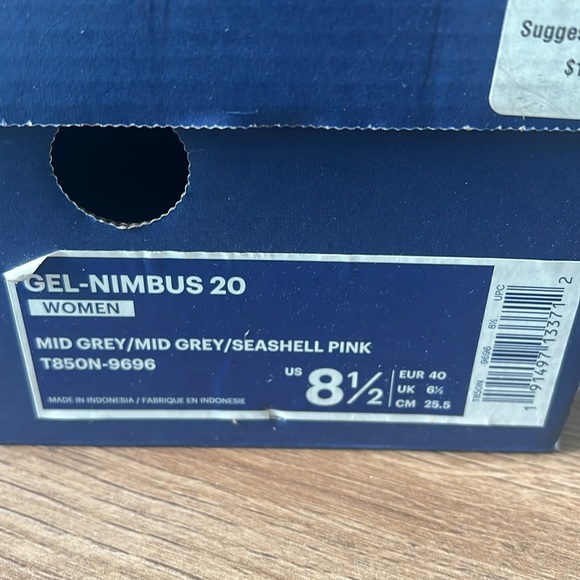 $1
GEL-NIMBUS 20
WOMEN
MID GREY/MID GREY/SEASHELL PINK
T850N-9696
MADE IN INDONESIA / FABRIQUE EN INDONESIE
US 8½
EUR 40
UK 6½
CM 25.5
T850N 9696 8½ UPC
1 91497 13371 2